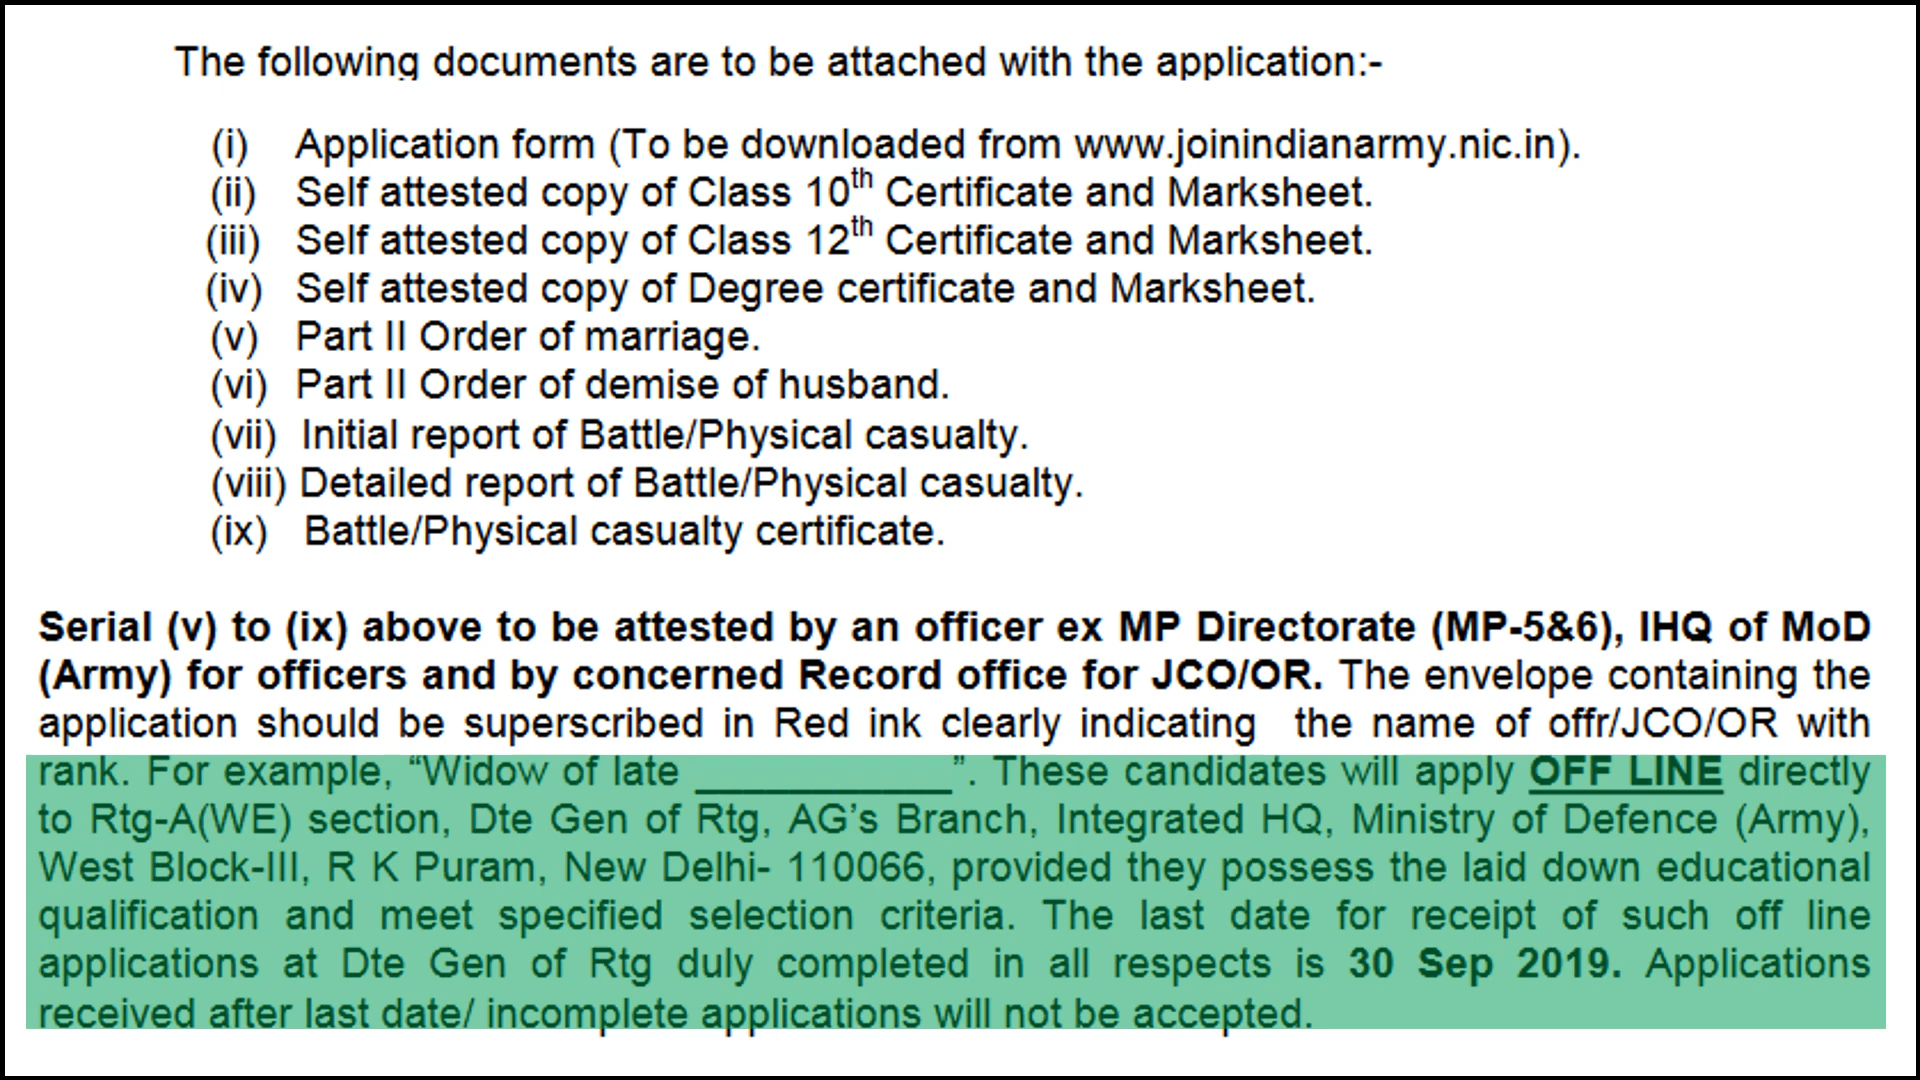 The following documents are to be attached with the application:-
(i) Application form (To be downloaded from www.joinindianarmy.nic.in).
(ii) Self attested copy of Class 10th Certificate and Marksheet.
(iii) Self attested copy of Class 12th Certificate and Marksheet.
(iv) Self attested copy of Degree certificate and Marksheet.
(v) Part II Order of marriage.
(vi) Part II Order of demise of husband.
(vii) Initial report of Battle/Physical casualty.
(viii) Detailed report of Battle/Physical casualty.
(ix) Battle/Physical casualty certificate.
Serial (v) to (ix) above to be attested by an officer ex MP Directorate (MP-5&6), IHQ of MoD
(Army) for officers and by concerned Record office for JCO/OR. The envelope containing the
application should be superscribed in Red ink clearly indicating the name of offr/JCO/OR with
rank. For example, “Widow of late ___________”. These candidates will apply OFF LINE directly
to Rtg-A(WE) section, Dte Gen of Rtg, AG’s Branch, Integrated HQ, Ministry of Defence (Army),
West Block-III, R K Puram, New Delhi- 110066, provided they possess the laid down educational
qualification and meet specified selection criteria. The last date for receipt of such off line
applications at Dte Gen of Rtg duly completed in all respects is 30 Sep 2019. Applications
received after last date/ incomplete applications will not be accepted.